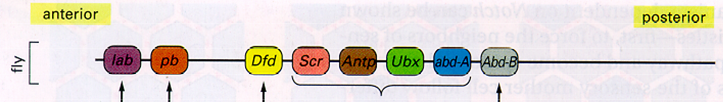 anterior
posterior
fly
lab
pb
Dfd
Scr
Antp
Ubx
abd-A
Abd-B